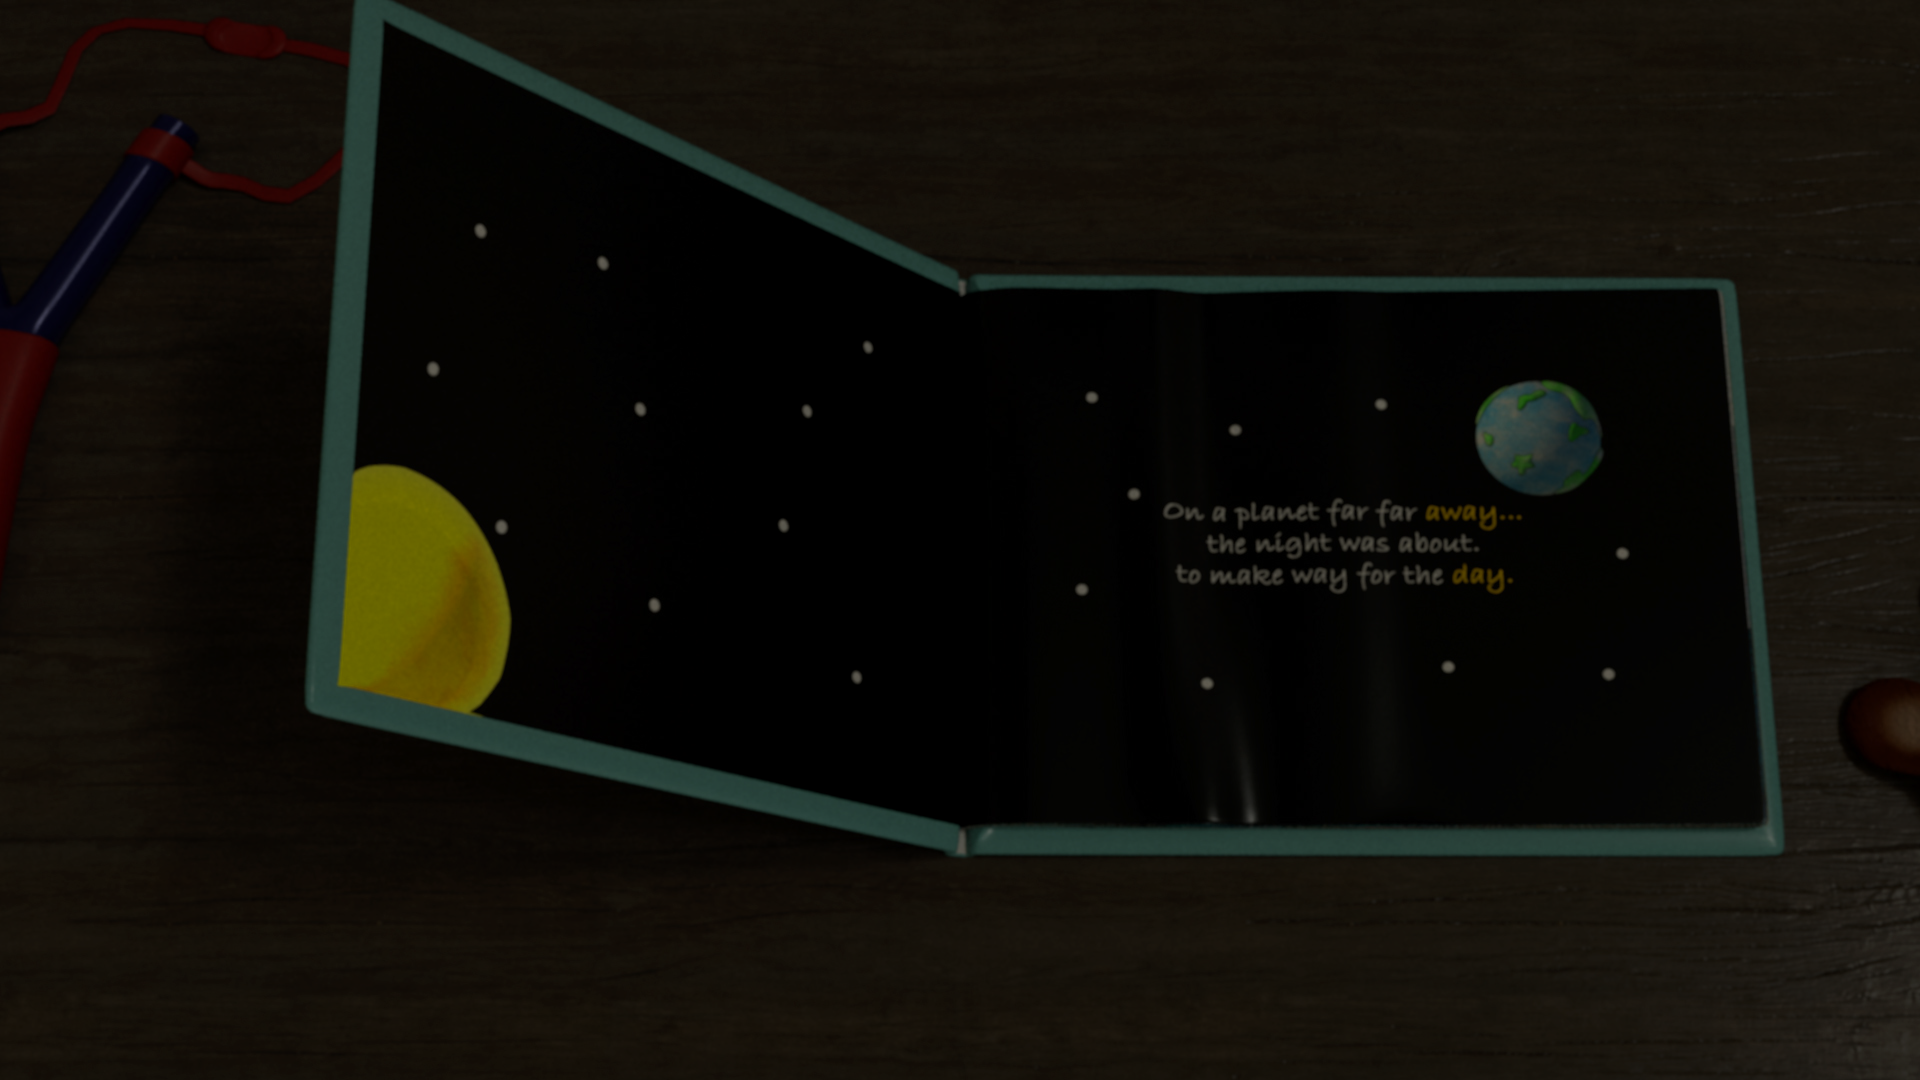 On a planet far far away...
the night was about.
to make way for the day.